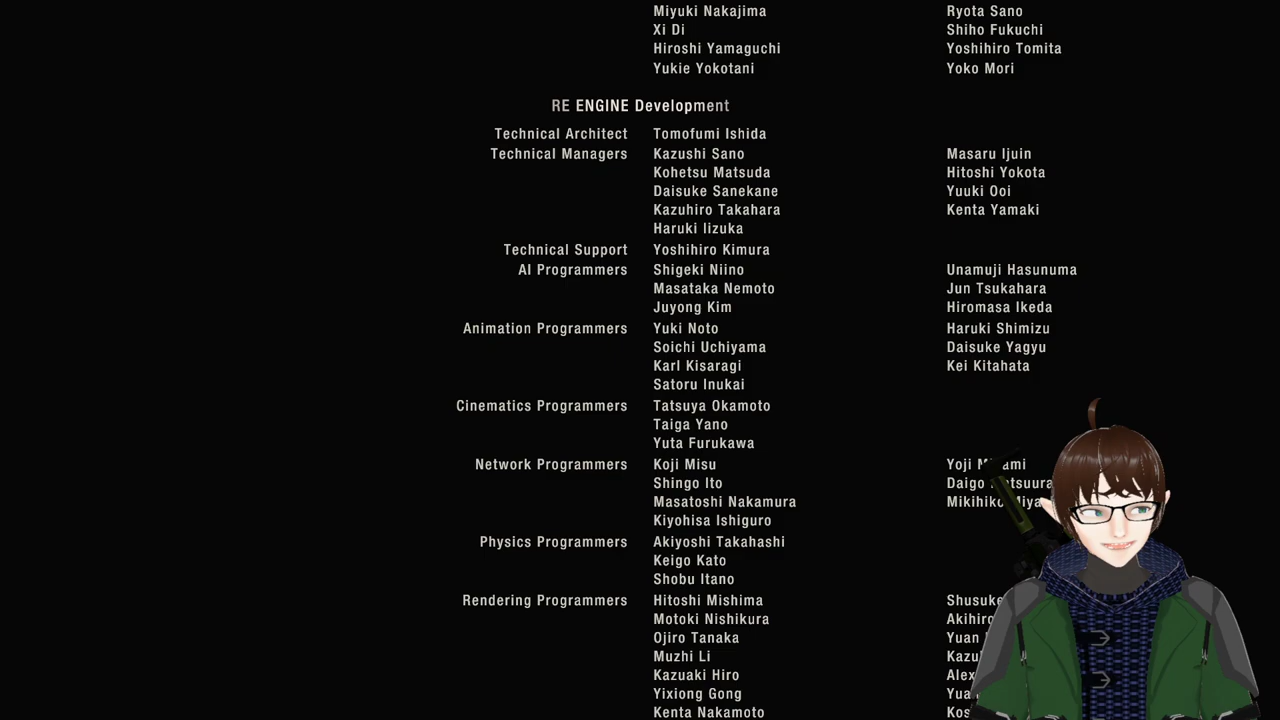 Miyuki Nakajima Ryota Sano
Xi Di Shiho Fukuchi
Hiroshi Yamaguchi Yoshihiro Tomita
Yukie Yokotani Yoko Mori
RE ENGINE Development
Technical Architect Tomofumi Ishida
Technical Managers Kazushi Sano Masaru Ijuin
Kohetsu Matsuda Hitoshi Yokota
Daisuke Sanekane Yuuki Ooi
Kazuhiro Takahara Kenta Yamaki
Haruki Iizuka
Technical Support Yoshihiro Kimura
AI Programmers Shigeki Niino Unamuji Hasunuma
Masataka Nemoto Jun Tsukahara
Juyong Kim Hiromasa Ikeda
Animation Programmers Yuki Noto Haruki Shimizu
Soichi Uchiyama Daisuke Yagyu
Karl Kisaragi Kei Kitahata
Satoru Inukai
Cinematics Programmers Tatsuya Okamoto
Taiga Yano
Yuta Furukawa
Network Programmers Koji Misu Yoji
Shingo Ito Daigo
Masatoshi Nakamura
Kiyohisa Ishiguro
Physics Programmers Akiyoshi Takahashi
Keigo Kato
Shobu Itano
Rendering Programmers Hitoshi Mishima
Motoki Nishikura
Ojiro Tanaka Yuan
Muzhi Li
Kazuaki Hiro
Yixiong Gong
Kenta Nakamoto